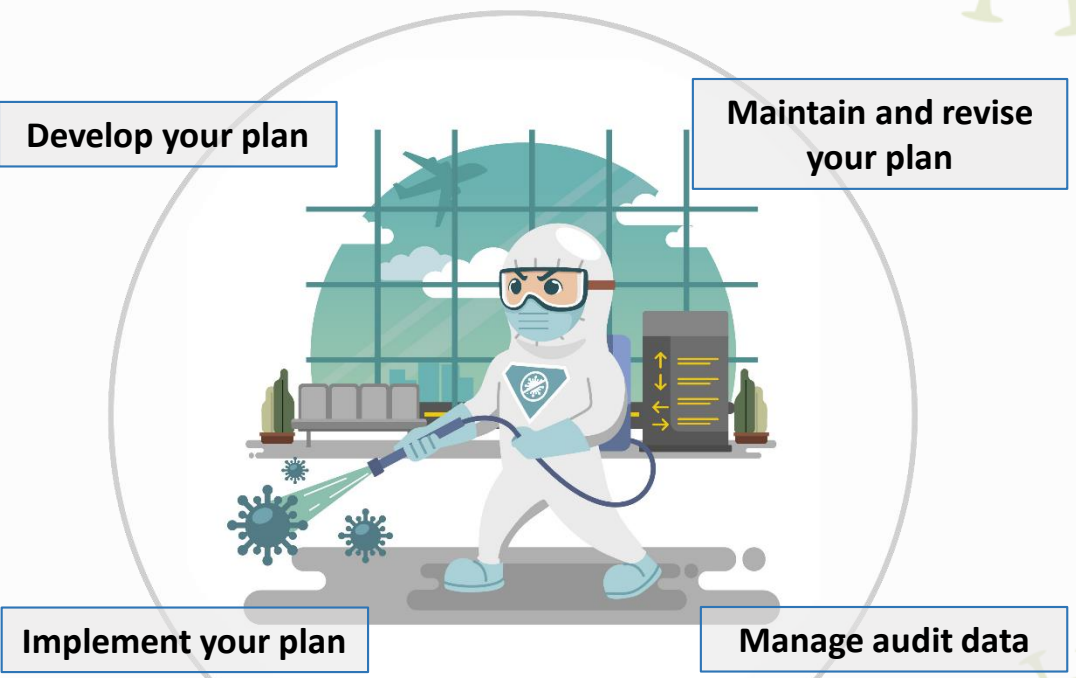 Develop your plan
Maintain and revise
your plan
Implement your plan
Manage audit data